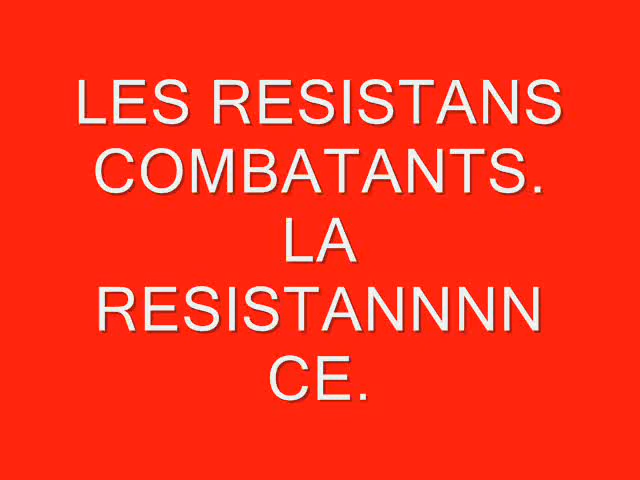 LES RESISTANS
COMBATANTS.
LA
RESISTANNNN
CE.